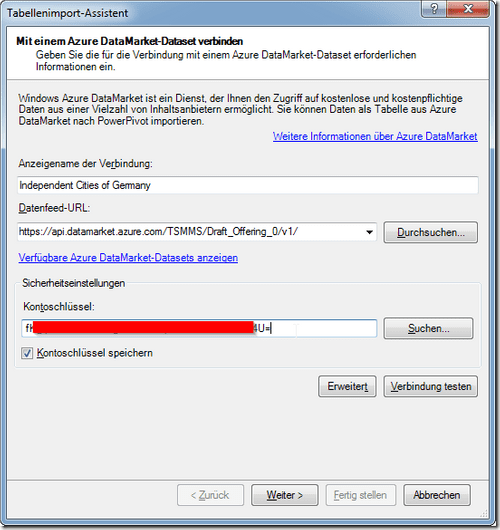 Tabellenimport-Assistent
Mit einem Azure DataMarket-Dataset verbinden
Geben Sie die für die Verbindung mit einem Azure DataMarket-Dataset erforderlichen
Informationen ein.
Windows Azure DataMarket ist ein Dienst, der Ihnen den Zugriff auf kostenlose und kostenpflichtige
Daten aus einer Vielzahl von Inhaltsanbietern ermöglicht. Sie können Daten als Tabelle aus Azure
DataMarket nach PowerPivot importieren.
Weitere Informationen über Azure DataMarket
Anzeigename der Verbindung:
Independent Cities of Germany
Datenfeed-URL:
https://api.datamarket.azure.com/TSMMS/Draft_Offering_0/v1/
Durchsuchen...
Verfügbare Azure DataMarket-Datasets anzeigen
Sicherheitseinstellungen
Kontoschlüssel:
4U=
Suchen...
Kontoschlüssel speichern
Erweitert Verbindung testen
< Zurück Weiter > Fertig stellen Abbrechen